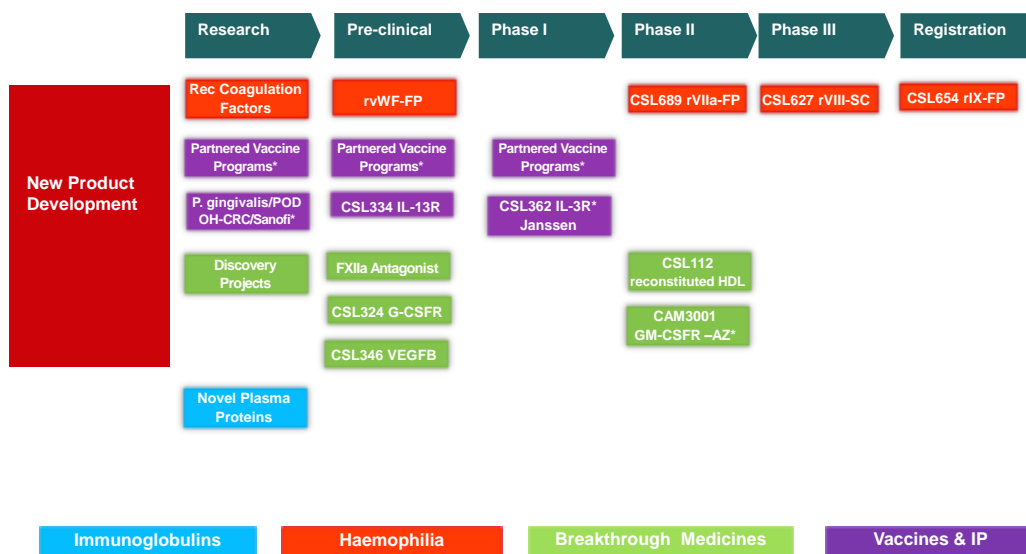 Research
Pre-clinical
Phase I
Phase II
Phase III
Registration
New Product
Development
Rec Coagulation
Factors
rvWF-FP
CSL689 rVIIa-FP
CSL627 rVIII-SC
CSL654 rIX-FP
Partnered Vaccine
Programs*
Partnered Vaccine
Programs*
Partnered Vaccine
Programs*
P. gingivalis/POD
OH-CRC/Sanofi*
CSL334 IL-13R
CSL362 IL-3R*
Janssen
Discovery
Projects
FXIIa Antagonist
CSL112
reconstituted HDL
CSL324 G-CSFR
CAM3001
GM-CSFR –AZ*
CSL346 VEGFB
Novel Plasma
Proteins
Immunoglobulins
Haemophilia
Breakthrough Medicines
Vaccines & IP